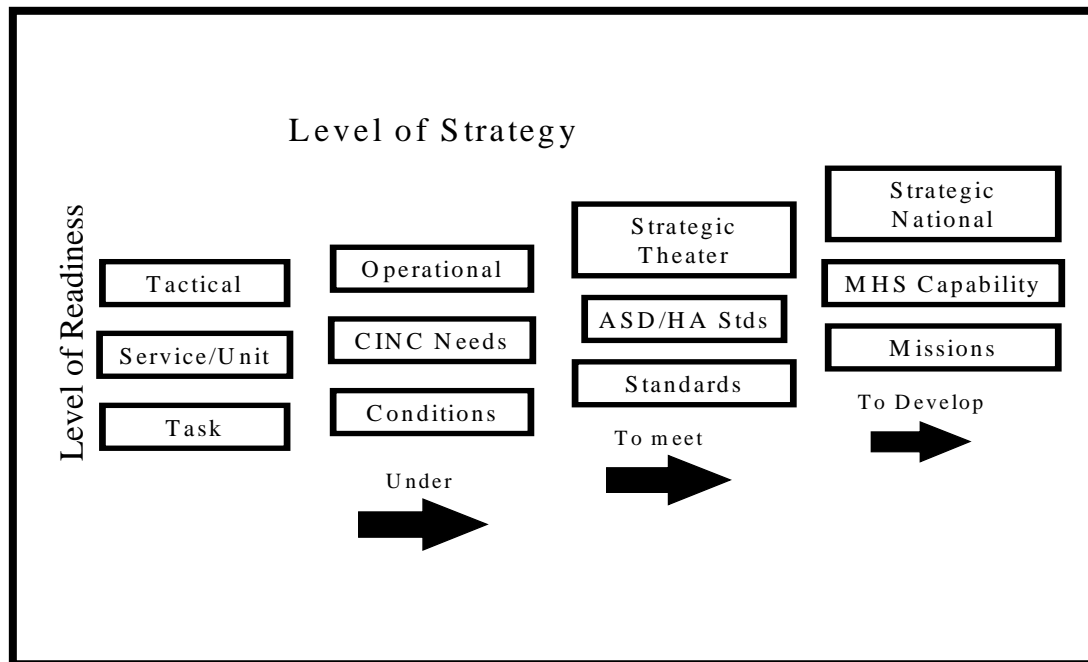 Level of Strategy
Level of Readiness
Tactical
Service/Unit
Task
Operational
CINC Needs
Conditions
Under
Strategic
Theater
ASD/HA Stds
Standards
To meet
Strategic
National
MHS Capability
Missions
To Develop